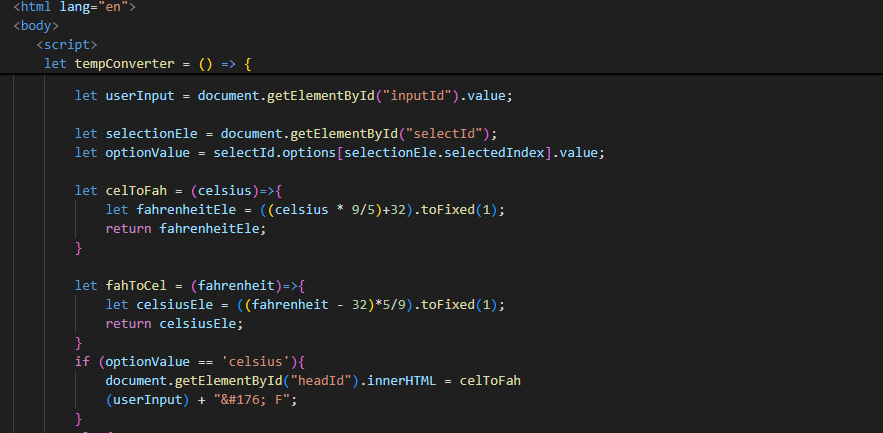 <html lang="en">
<body>
<script>
let tempConverter = () => {
let userInput = document.getElementById("inputId").value;
let selectionEle = document.getElementById("selectId");
let optionValue = selectId.options[selectionEle.selectedIndex].value;
let celToFah = (celsius)=>{
let fahrenheitEle = ((celsius * 9/5)+32).toFixed(1);
return fahrenheitEle;
}
let fahToCel = (fahrenheit)=>{
let celsiusEle = ((fahrenheit - 32)*5/9).toFixed(1);
return celsiusEle;
}
if (optionValue == 'celsius'){
document.getElementById("headId").innerHTML = celToFah
(userInput) + "&#176; F";
}